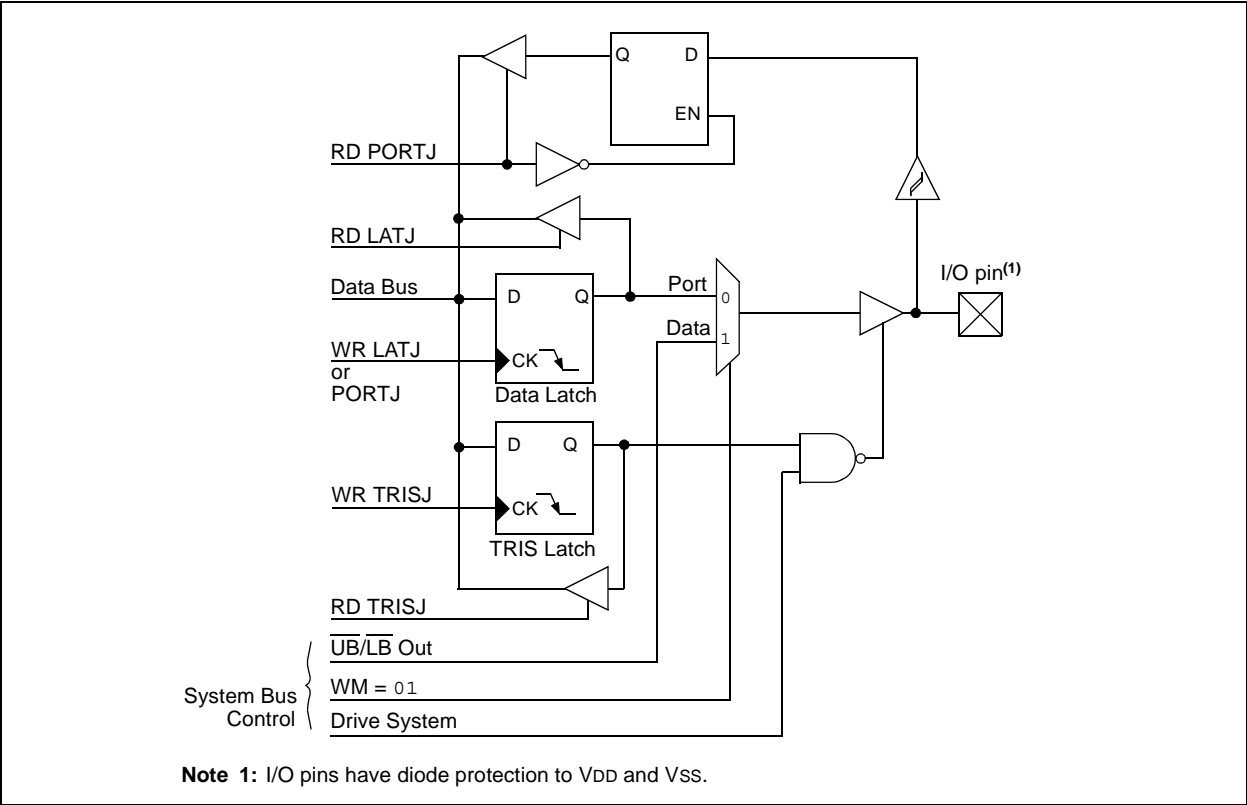 Q D
EN
RD PORTJ
RD LATJ
I/O pin(1)
Data Bus
D Q
Port
0
Data
1
WR LATJ
or
PORTJ
CK
Data Latch
D Q
WR TRISJ
CK
TRIS Latch
RD TRISJ
U̅B̅/L̅B̅ Out
System Bus
Control
WM = 01
Drive System
Note 1: I/O pins have diode protection to VDD and VSS.